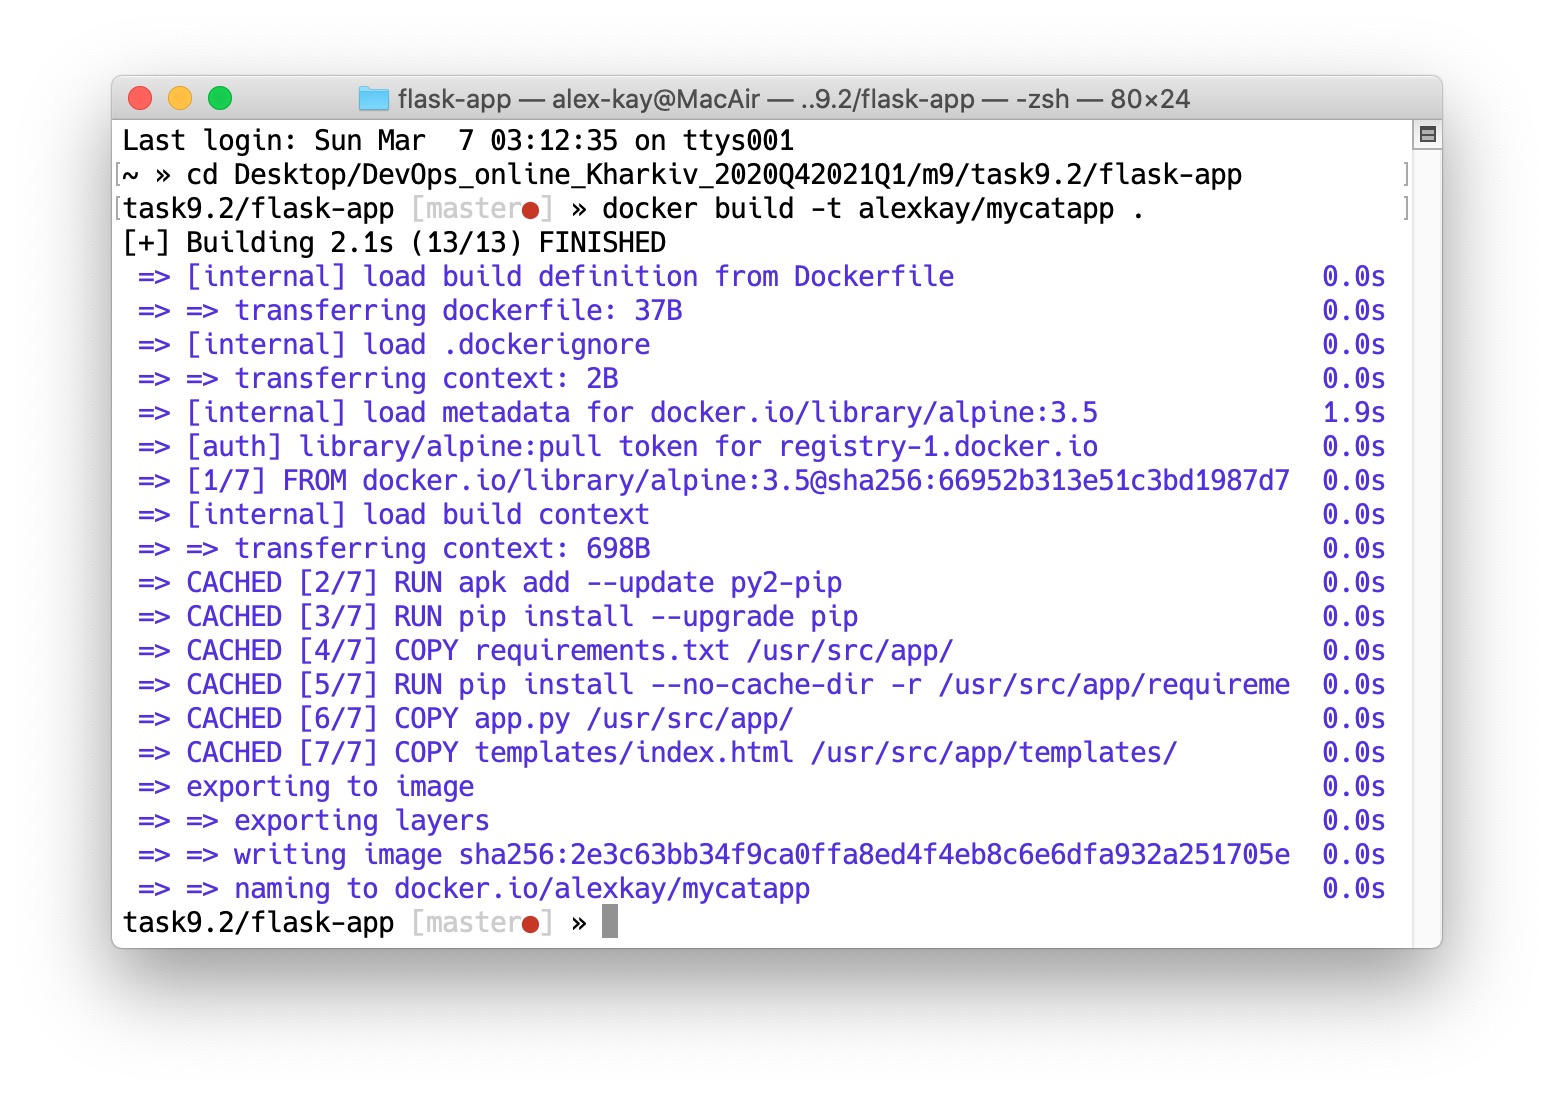 flask-app — alex-kay@MacAir — ..9.2/flask-app — -zsh — 80×24
Last login: Sun Mar  7 03:12:35 on ttys001
[~ » cd Desktop/DevOps_online_Kharkiv_2020Q42021Q1/m9/task9.2/flask-app ]
[task9.2/flask-app [master●] » docker build -t alexkay/mycatapp . ]
[+] Building 2.1s (13/13) FINISHED
=> [internal] load build definition from Dockerfile 0.0s
=> => transferring dockerfile: 37B 0.0s
=> [internal] load .dockerignore 0.0s
=> => transferring context: 2B 0.0s
=> [internal] load metadata for docker.io/library/alpine:3.5 1.9s
=> [auth] library/alpine:pull token for registry-1.docker.io 0.0s
=> [1/7] FROM docker.io/library/alpine:3.5@sha256:66952b313e51c3bd1987d7 0.0s
=> [internal] load build context 0.0s
=> => transferring context: 698B 0.0s
=> CACHED [2/7] RUN apk add --update py2-pip 0.0s
=> CACHED [3/7] RUN pip install --upgrade pip 0.0s
=> CACHED [4/7] COPY requirements.txt /usr/src/app/ 0.0s
=> CACHED [5/7] RUN pip install --no-cache-dir -r /usr/src/app/requireme 0.0s
=> CACHED [6/7] COPY app.py /usr/src/app/ 0.0s
=> CACHED [7/7] COPY templates/index.html /usr/src/app/templates/ 0.0s
=> exporting to image 0.0s
=> => exporting layers 0.0s
=> => writing image sha256:2e3c63bb34f9ca0ffa8ed4f4eb8c6e6dfa932a251705e 0.0s
=> => naming to docker.io/alexkay/mycatapp 0.0s
task9.2/flask-app [master●] »